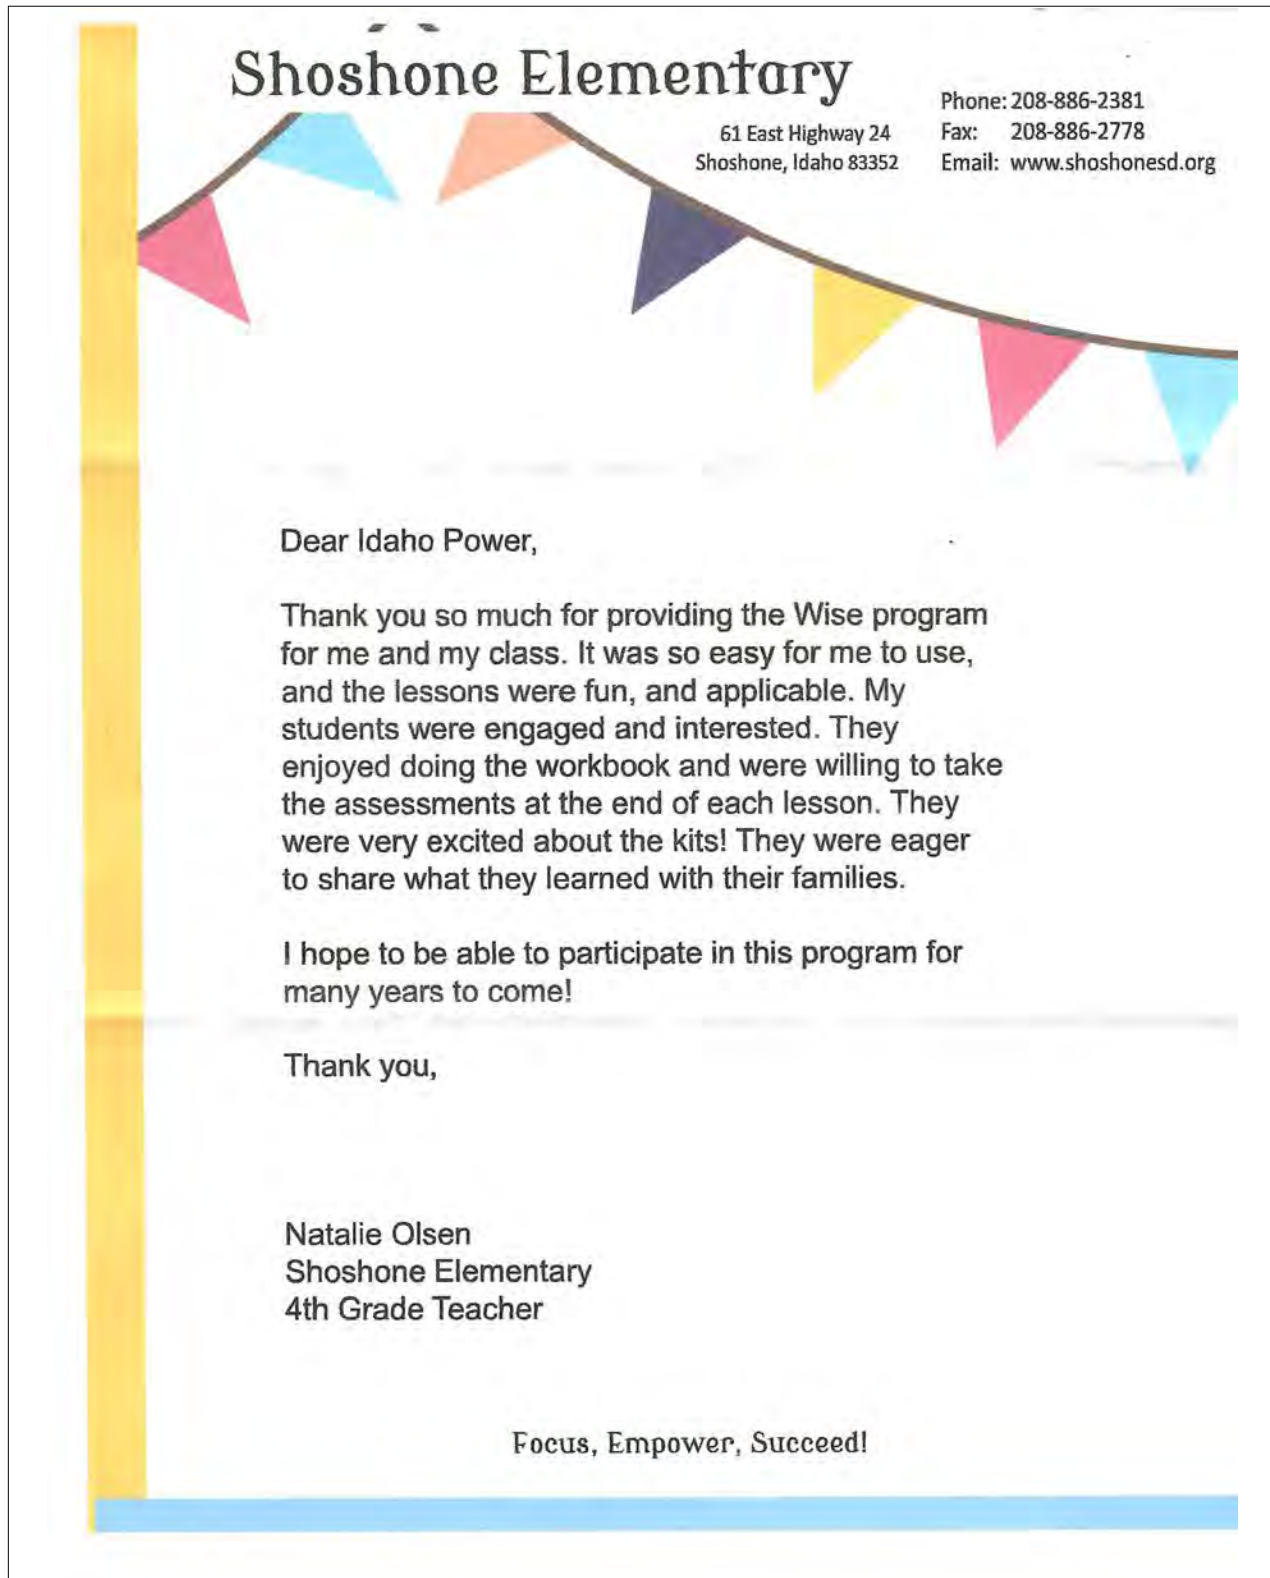 Shoshone Elementary
61 East Highway 24
Shoshone, Idaho 83352
Phone: 208-886-2381
Fax: 208-886-2778
Email: www.shoshonesd.org
Dear Idaho Power,
Thank you so much for providing the Wise program
for me and my class. It was so easy for me to use,
and the lessons were fun, and applicable. My
students were engaged and interested. They
enjoyed doing the workbook and were willing to take
the assessments at the end of each lesson. They
were very excited about the kits! They were eager
to share what they learned with their families.
I hope to be able to participate in this program for
many years to come!
Thank you,
Natalie Olsen
Shoshone Elementary
4th Grade Teacher
Focus, Empower, Succeed!